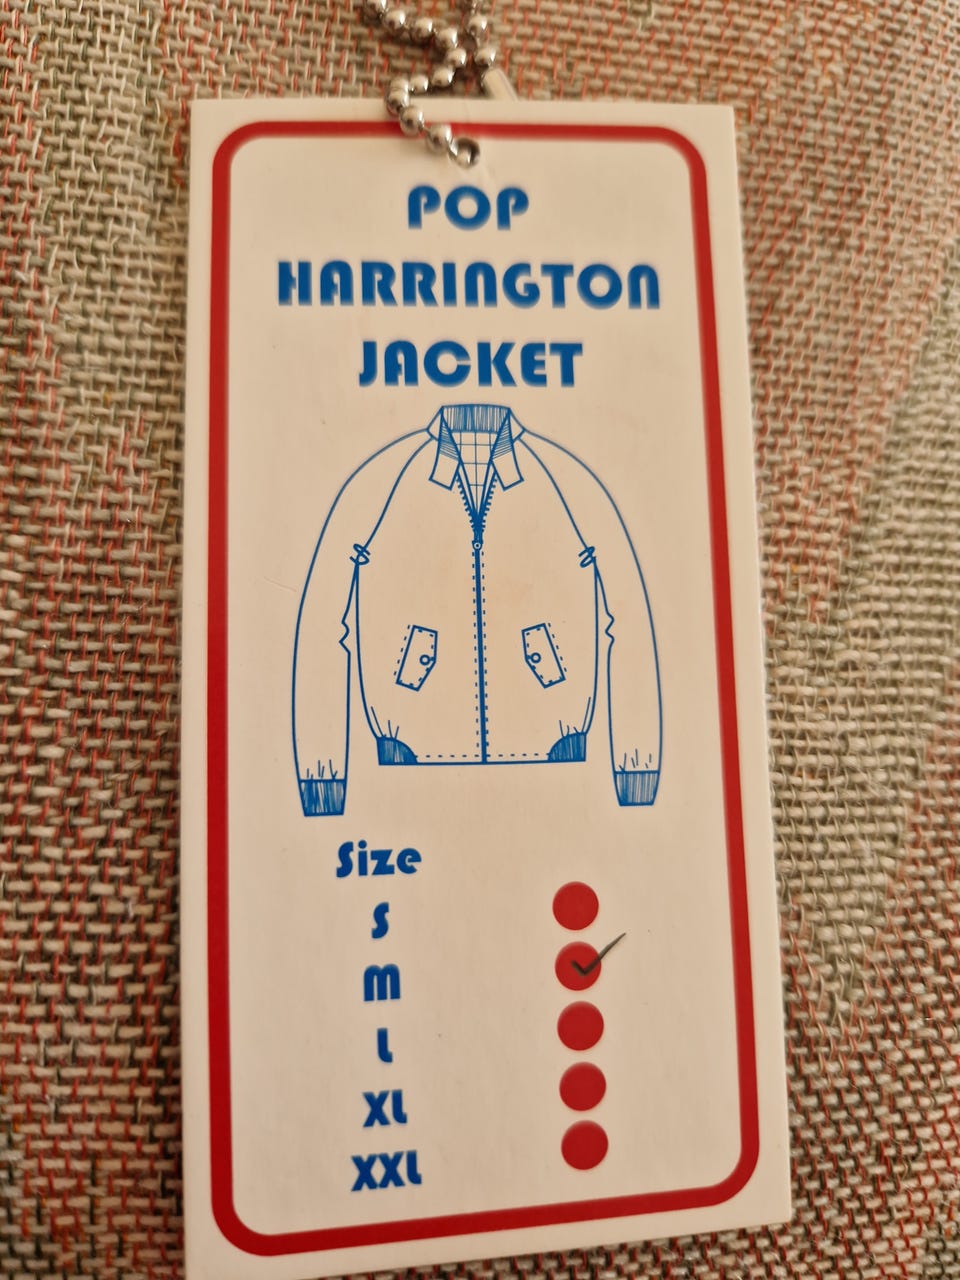 POP
HARRINGTON
JACKET
Size
S
M
L
XL
XXL